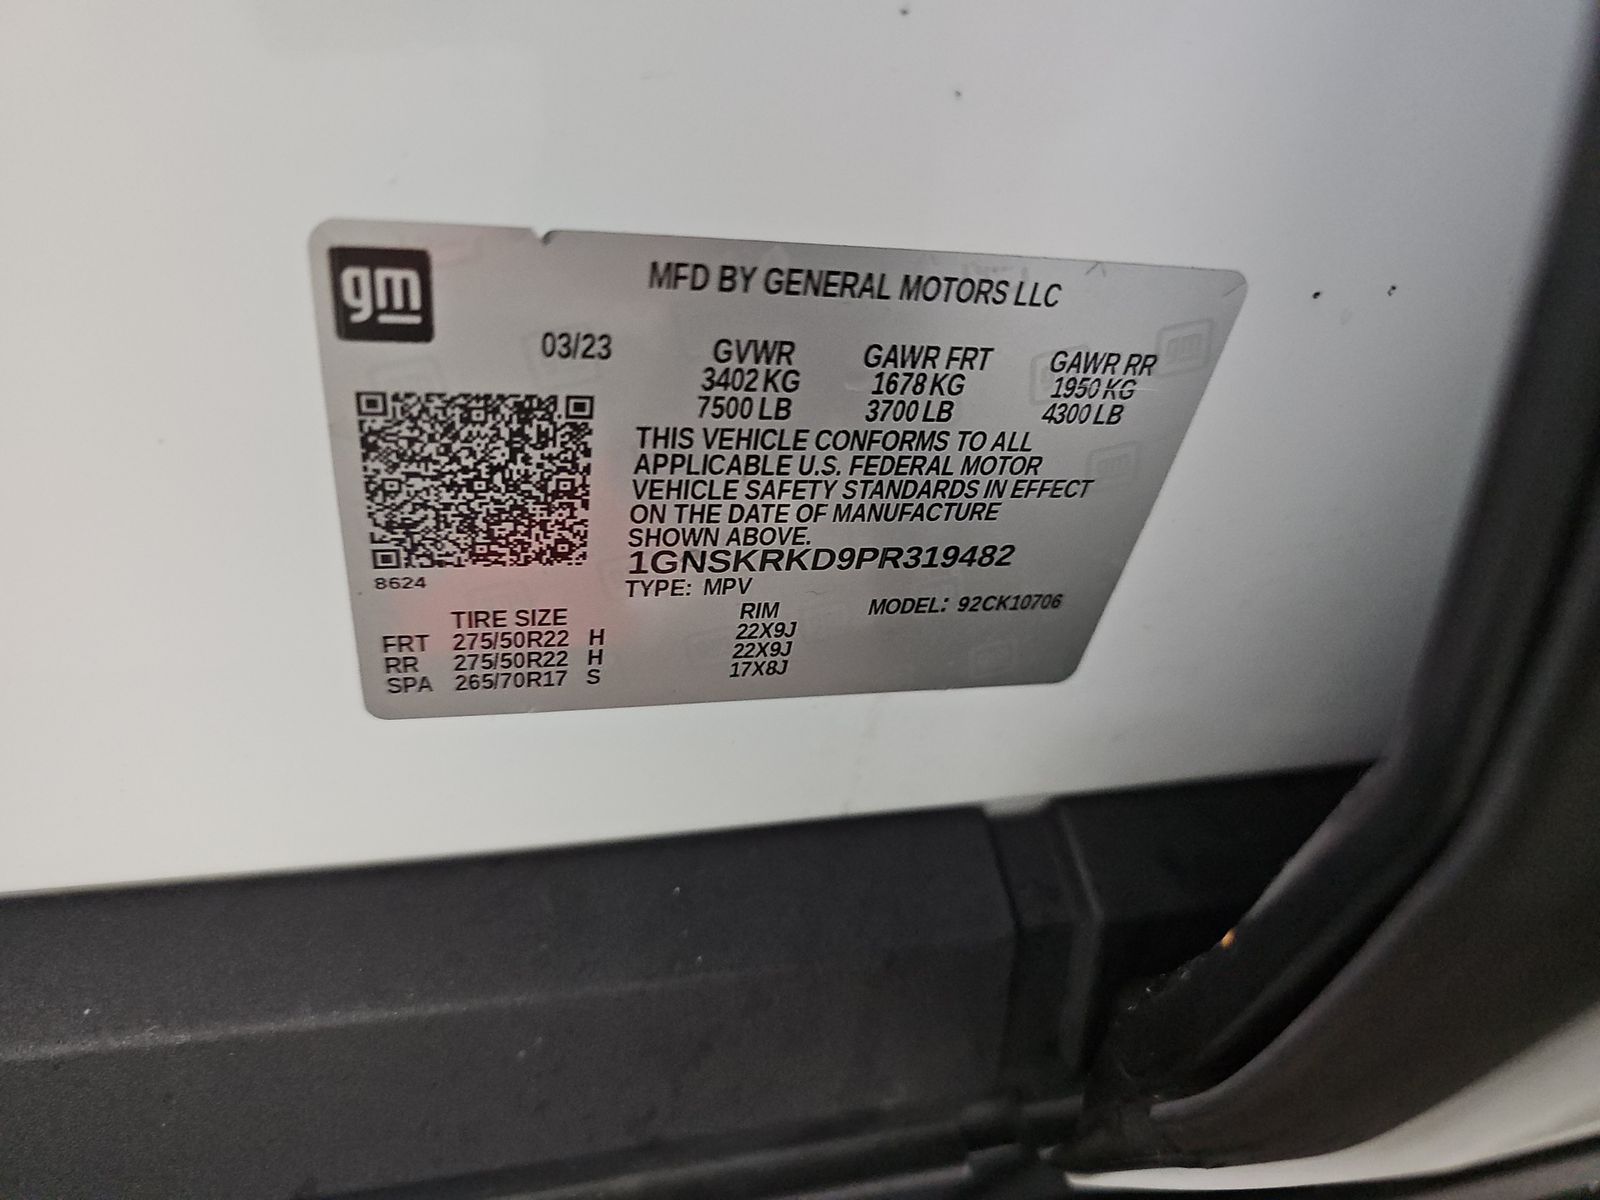 gm
MFD BY GENERAL MOTORS LLC
03/23 GVWR GAWR FRT GAWR RR
3402 KG 1678 KG 1950 KG
7500 LB 3700 LB 4300 LB
THIS VEHICLE CONFORMS TO ALL
APPLICABLE U.S. FEDERAL MOTOR
VEHICLE SAFETY STANDARDS IN EFFECT
ON THE DATE OF MANUFACTURE
SHOWN ABOVE.
1GNSKRKD9PR319482
8624
TYPE: MPV MODEL: 92CK10706
TIRE SIZE RIM
FRT 275/50R22 H 22X9J
RR 275/50R22 H 22X9J
SPA 265/70R17 S 17X8J